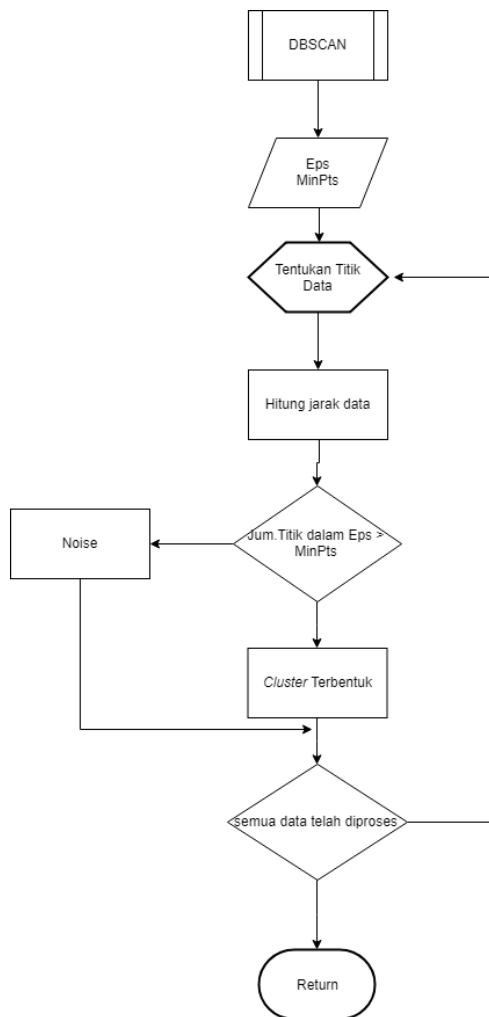 DBSCAN
Eps
MinPts
Tentukan Titik
Data
Hitung jarak data
Jum.Titik dalam Eps >
MinPts
Noise
Cluster Terbentuk
semua data telah diproses
Return